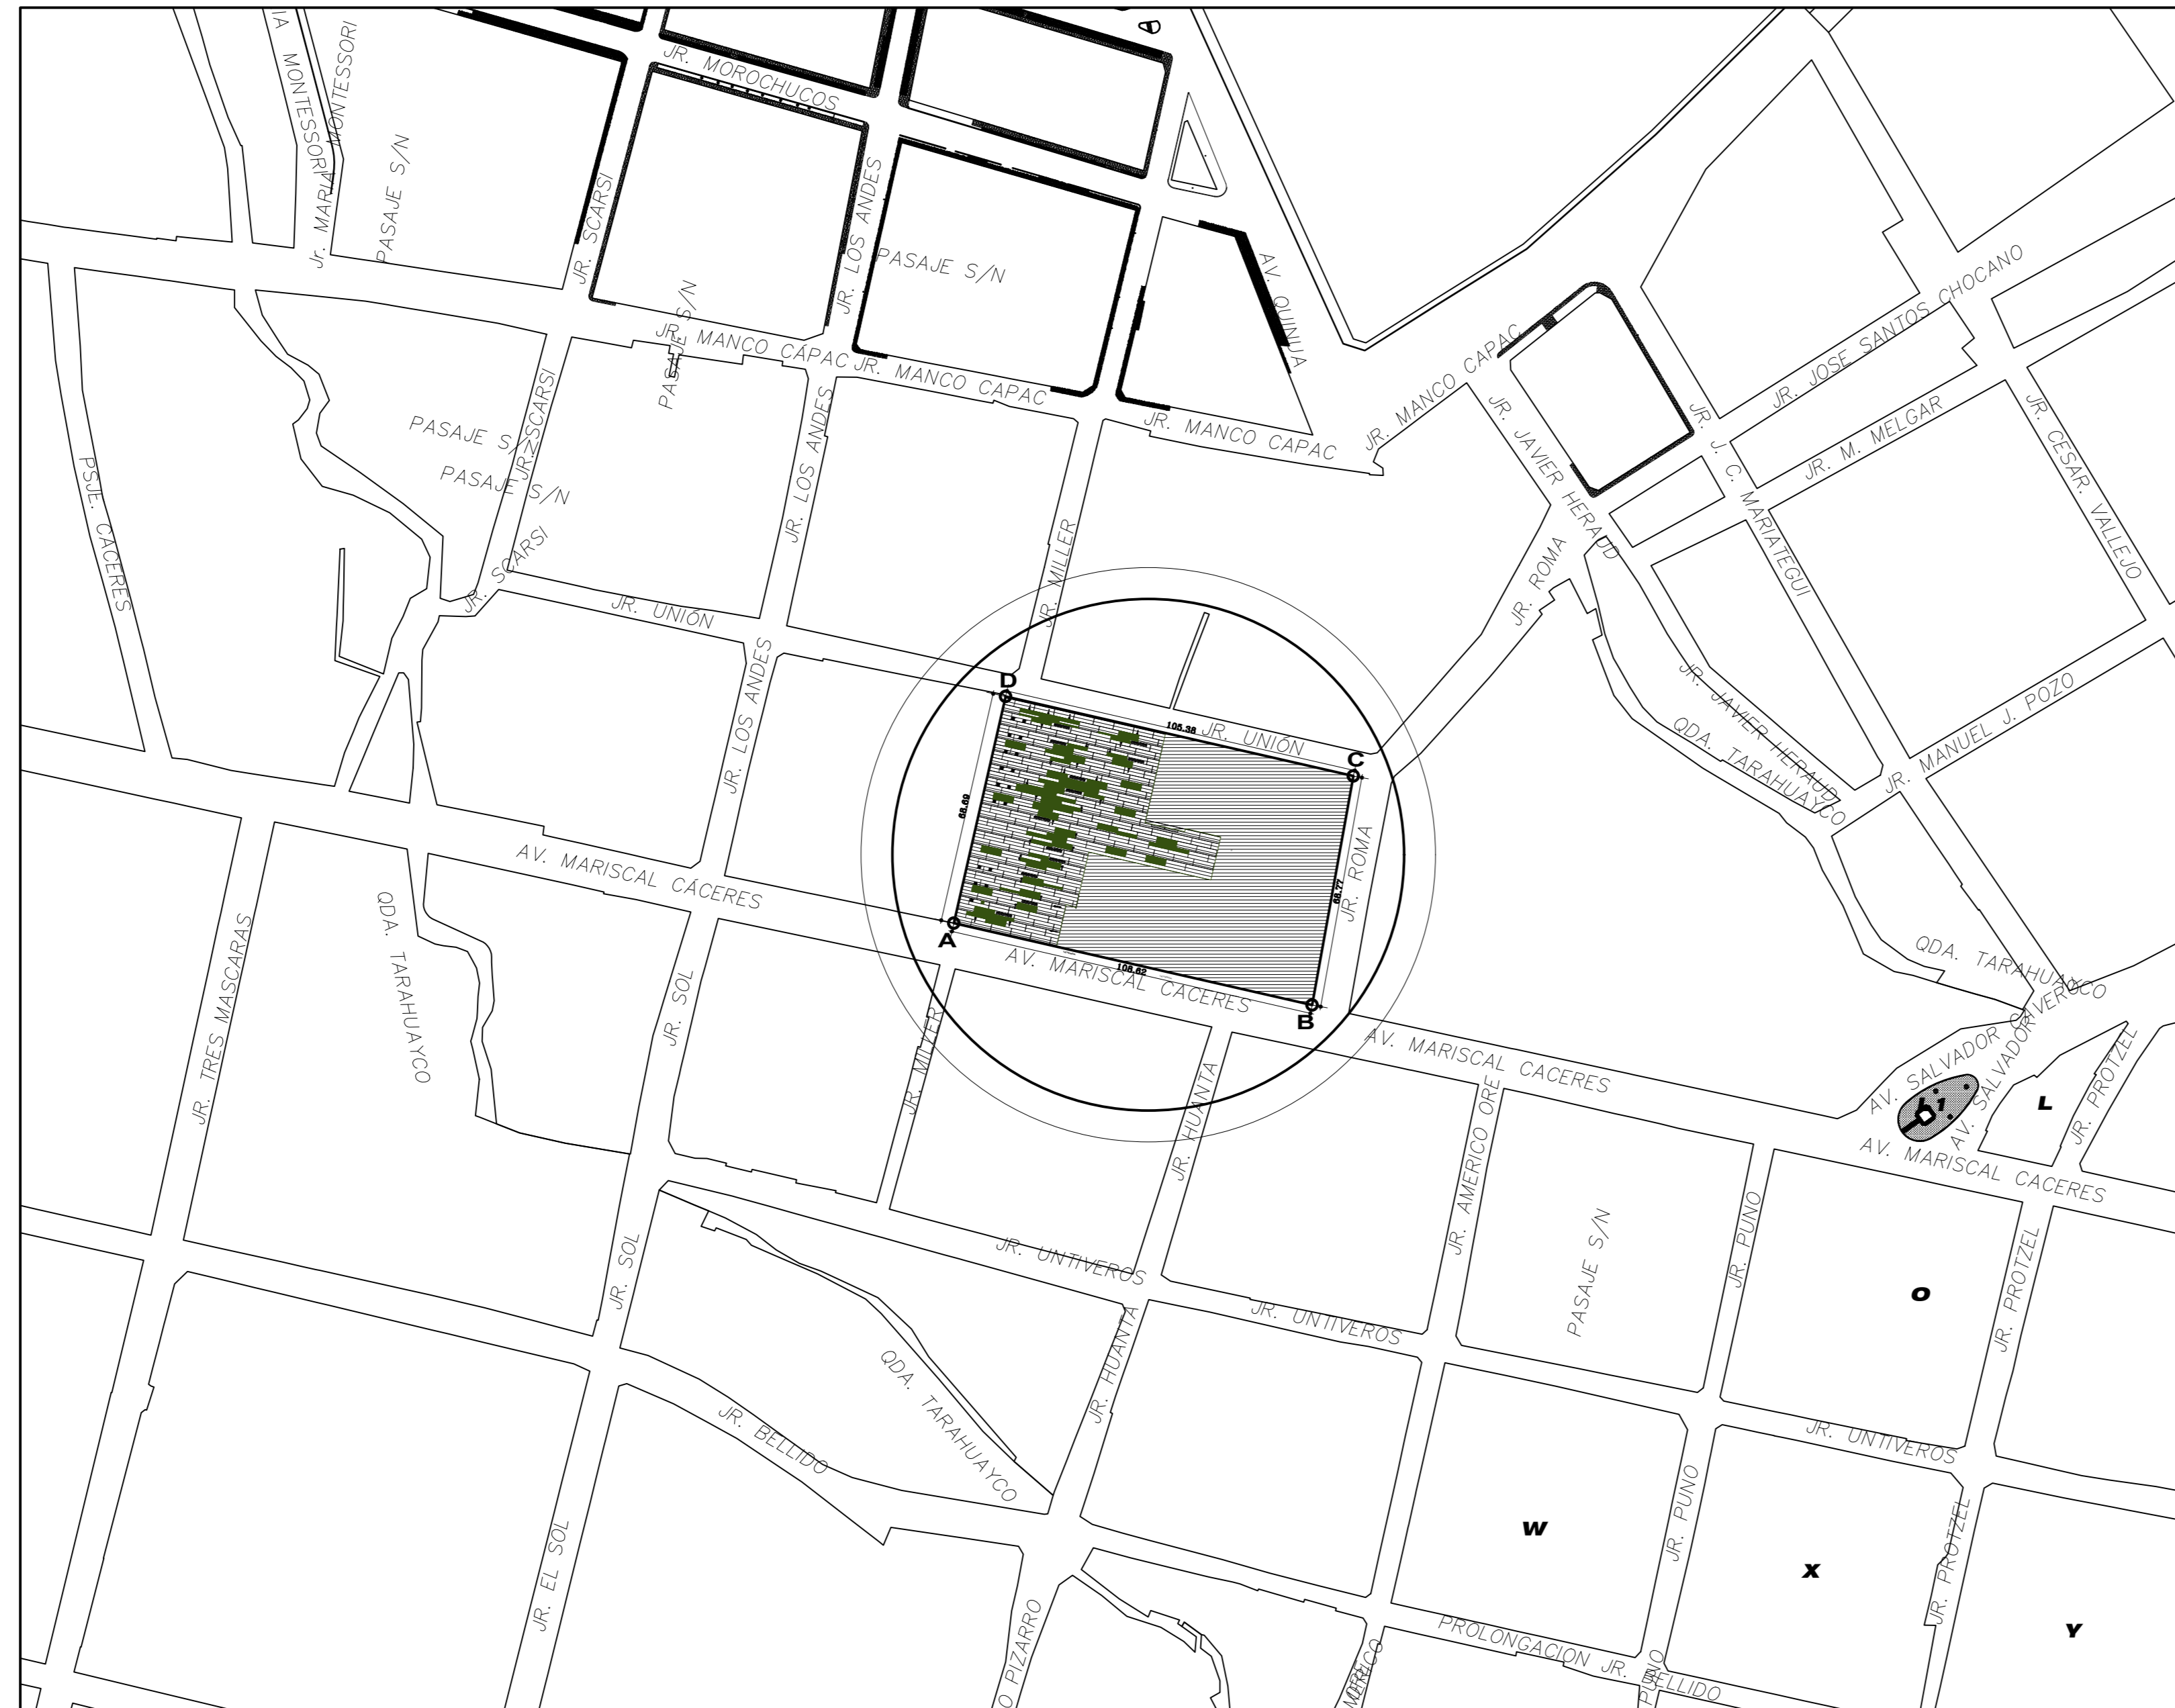 IA MONTESSORI
MONTESSORI
Jr. MARIA
PASAJE S/N
JR. MOROCHUCOS
JR. SCARSI
JR. LOS ANDES
PASAJE S/N
PASAJE S/N
AV. QUINUA
JR. MANCO CÁPAC
JR. MANCO CAPAC
JR. MANCO CAPAC
JR. MANCO CAPAC
JR. JOSE SANTOS CHOCANO
JR. M. MELGAR
JR. CESAR. VALLEJO
JR. J. C. MARIATEGUI
JR. JAVIER HERAUD
JR. SCARSI
PASAJE S/N
PASAJE S/N
JR. LOS ANDES
PSJE. CÁCERES
JR. SCARSI
JR. UNIÓN
JR. MILLER
JR. ROMA
JR. LOS ANDES
D
105.38
JR. UNIÓN
C
68.69
68.77
JR. ROMA
JR. JAVIER HERAUD
QDA. TARAHUAYCO
JR. MANUEL J. POZO
AV. MARISCAL CÁCERES
A
108.62
AV. MARISCAL CACERES
B
QDA. TARAHUAYCO
JR. TRES MASCARAS
JR. SOL
JR. MILVER
JR. HUANTA
AV. MARISCAL CACERES
JR. AMERICO ORE
QDA. TARAHUAYCO
AV. SALVADOR CAVERO
AV. SALVADOR
L1
L
JR. PROTZEL
AV. MARISCAL CACERES
JR. SOL
JR. UNTIVEROS
JR. UNTIVEROS
PASAJE S/N
JR. PUNO
O
JR. PROTZEL
JR. HUANTA
QDA. TARAHUAYCO
JR. BELLIDO
JR. UNTIVEROS
JR. EL SOL
W
JR. PUNO
X
JR. PROTZEL
Y
O PIZARRO
PROLONGACION JR. BELLIDO
PUNO